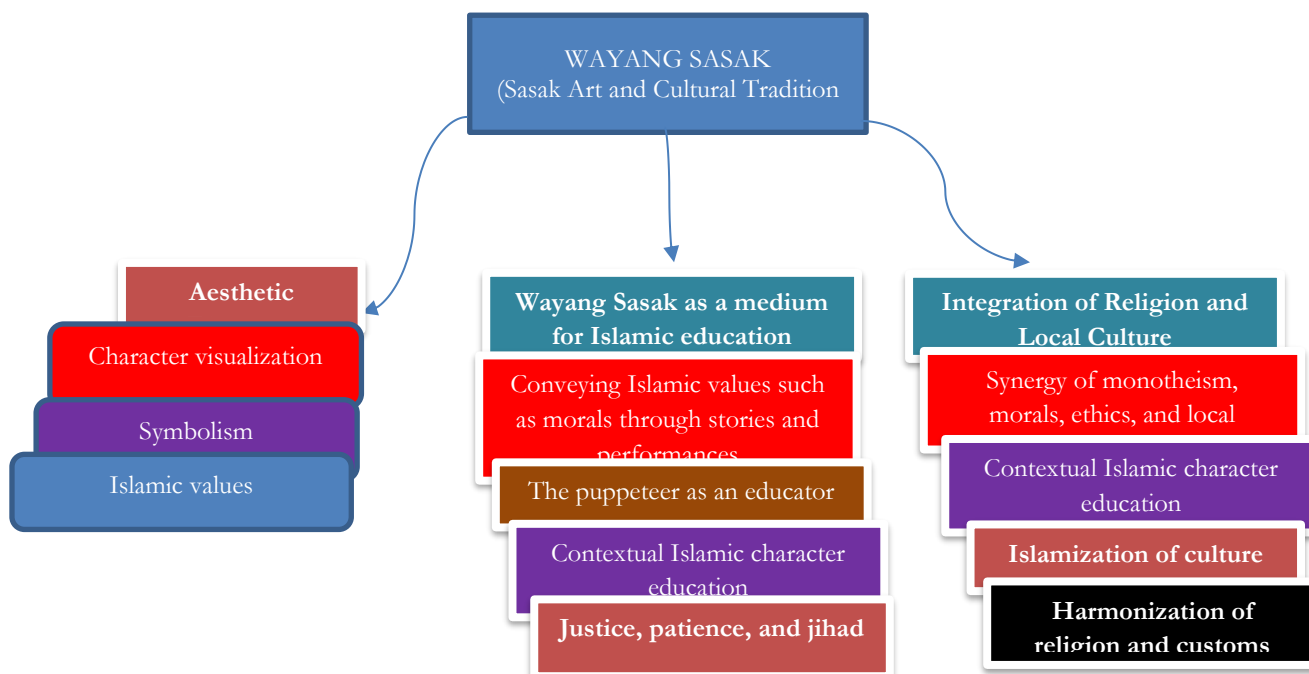 WAYANG SASAK
(Sasak Art and Cultural Tradition
Aesthetic
Character visualization
Symbolism
Islamic values
Wayang Sasak as a medium
for Islamic education
Conveying Islamic values such
as morals through stories and
performances
The puppeteer as an educator
Contextual Islamic character
education
Justice, patience, and jihad
Integration of Religion and
Local Culture
Synergy of monotheism,
morals, ethics, and local
Contextual Islamic character
education
Islamization of culture
Harmonization of
religion and customs